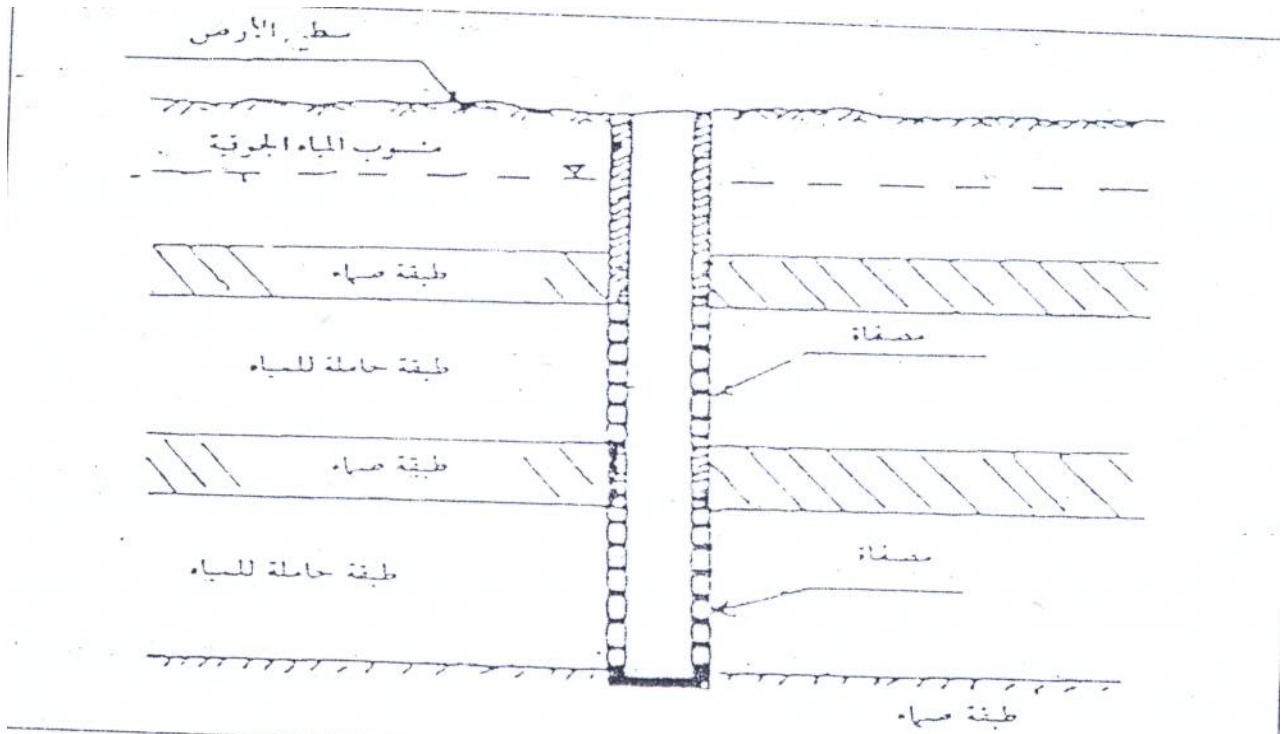 سطح الأرض
منسوب المياه الجوفية
طبقة صماء
مصفاة
طبقة حاملة للمياه
طبقة صماء
مصفاة
طبقة حاملة للمياه
طبقة صماء